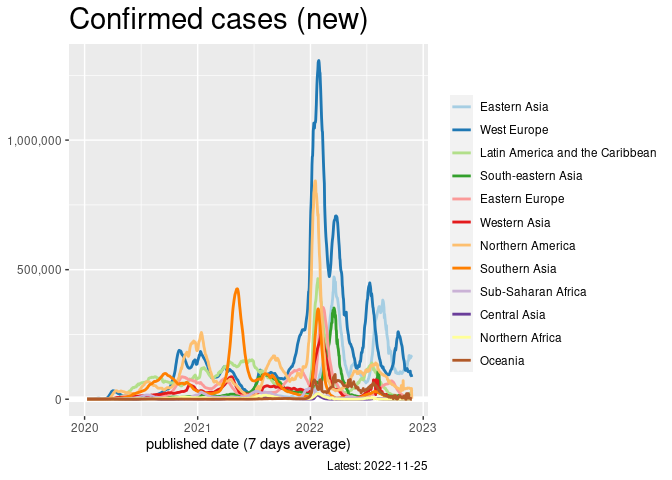 Confirmed cases (new)
1,000,000
500,000
0
2020 2021 2022 2023
published date (7 days average)
Latest: 2022-11-25
Eastern Asia
West Europe
Latin America and the Caribbean
South-eastern Asia
Eastern Europe
Western Asia
Northern America
Southern Asia
Sub-Saharan Africa
Central Asia
Northern Africa
Oceania